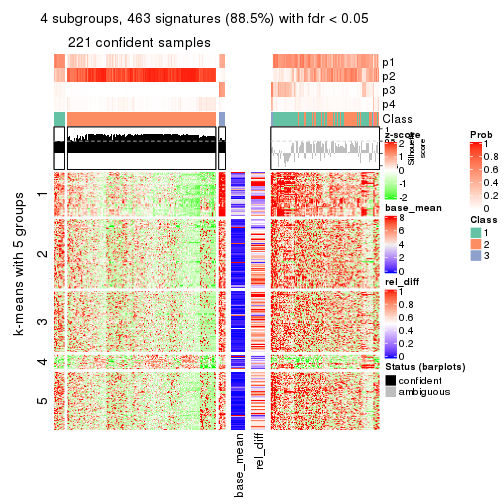 4 subgroups, 463 signatures (88.5%) with fdr < 0.05
221 confident samples
p1
p2
p3
p4
Class
z-score
2
1
0
-1
-2
Silhouette
score
1
Prob
1
0.8
0.6
0.4
0.2
0
Class
1
2
3
base_mean
8
6
4
2
0
rel_diff
1
0.8
0.6
0.4
0.2
0
Status (barplots)
confident
ambiguous
k-means with 5 groups
1
2
3
4
5
base_mean
rel_diff